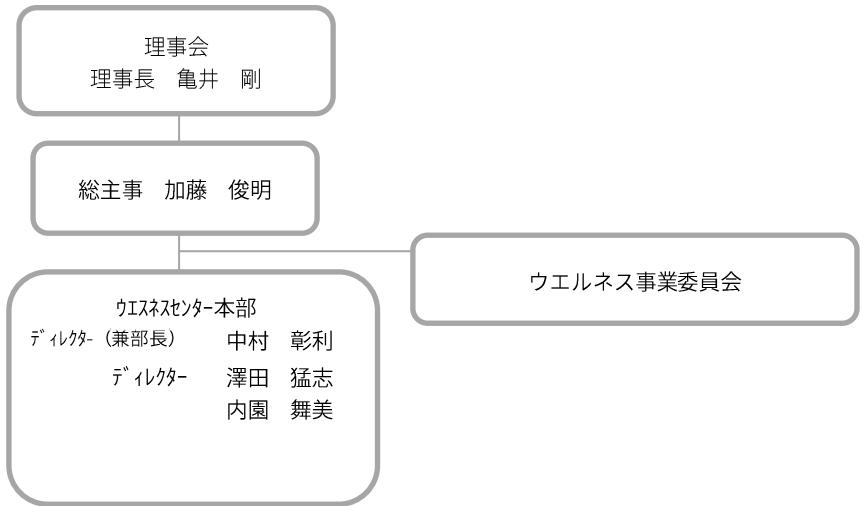 理事会
理事長　亀井　剛
総主事　加藤　俊明
ウエルネス事業委員会
ｳｴｽﾈｽｾﾝﾀｰ本部
ﾃﾞｨﾚｸﾀｰ（兼部長）　中村　彰利
ﾃﾞｨﾚｸﾀｰ　澤田　猛志
内園　舞美